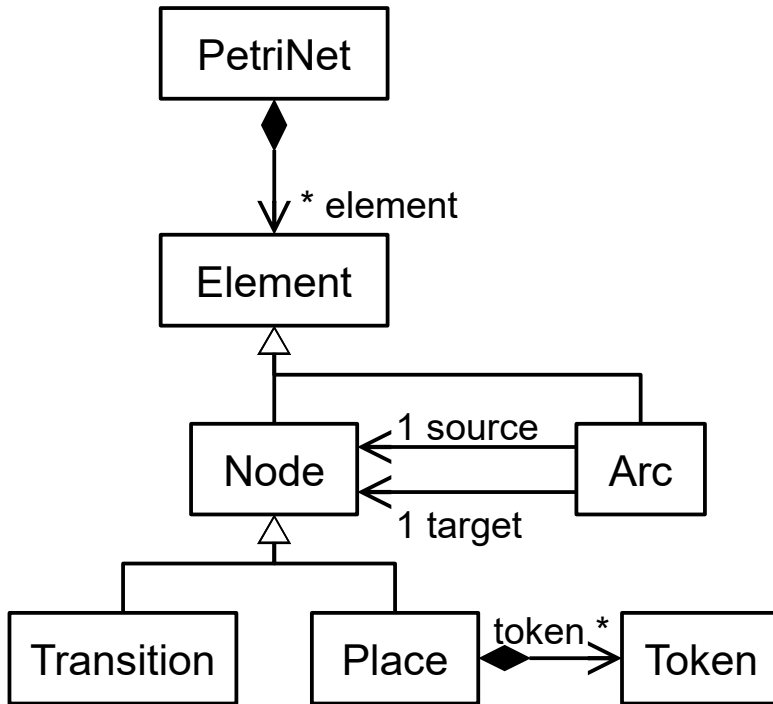 PetriNet
* element
Element
1 source
Node
Arc
1 target
token *
Transition
Place
Token